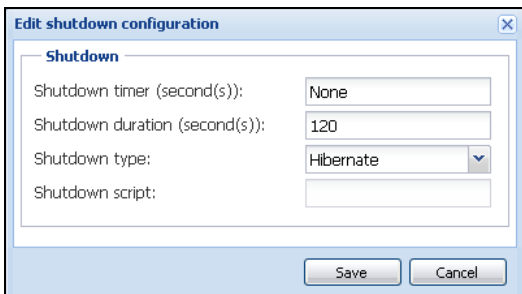 Edit shutdown configuration
Shutdown
Shutdown timer (second(s)): None
Shutdown duration (second(s)): 120
Shutdown type: Hibernate
Shutdown script:
Save Cancel